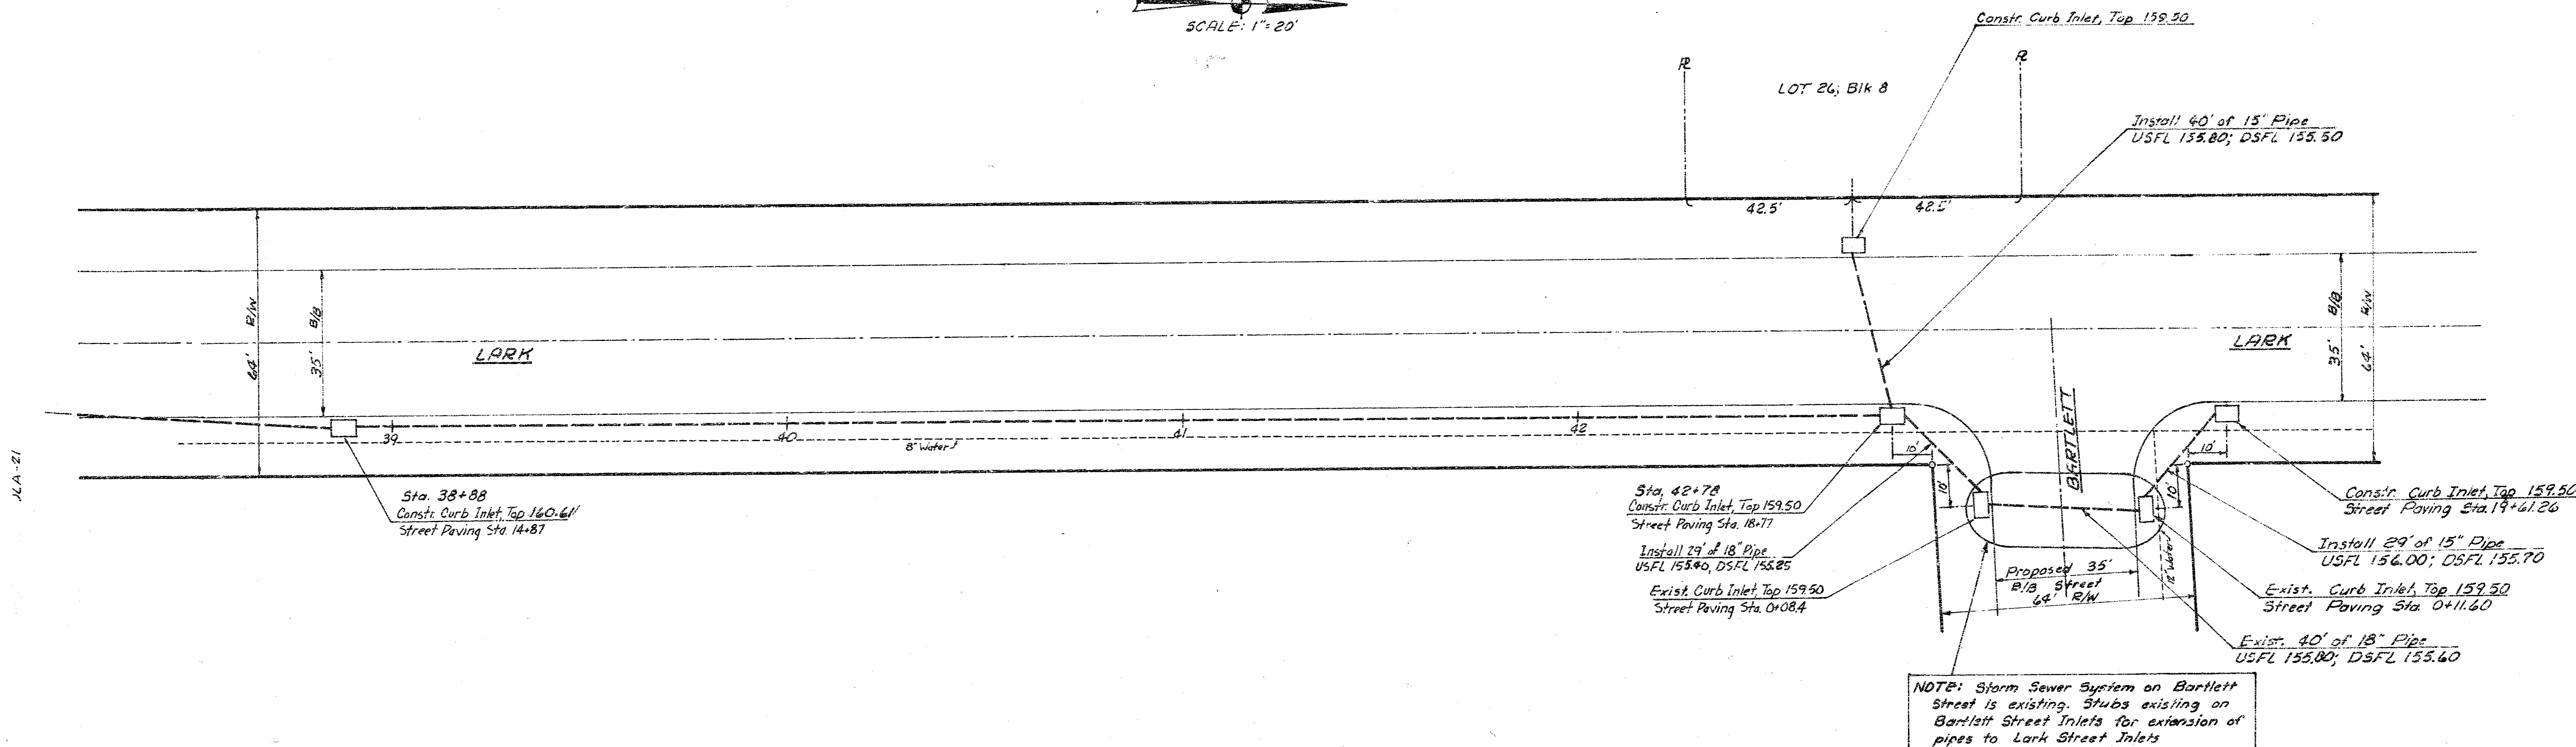 SCALE: 1"=20'
Constr. Curb Inlet, Top 159.50
PL
PL
LOT 26; Blk 8
Install 40' of 15" Pipe
USFL 155.80; DSFL 155.50
42.5'
42.5'
64' R/W
35' B/B
LARK
BARTLETT
LARK
35' B/B
64' R/W
39
40
41
42
8" Water
JLA-21
Sta. 38+88
Constr. Curb Inlet, Top 160.61
Street Paving Sta. 14+87
10'
10'
10'
10'
Sta. 42+78
Constr. Curb Inlet, Top 159.50
Street Paving Sta. 18+77
Install 29' of 18" Pipe
USFL 155.40, DSFL 155.25
Exist. Curb Inlet, Top 159.50
Street Paving Sta. 0+08.4
Proposed 35'
B/B Street
64' R/W
12" Water
Constr. Curb Inlet, Top 159.50
Street Paving Sta. 19+61.26
Install 29' of 15" Pipe
USFL 156.00; DSFL 155.70
Exist. Curb Inlet, Top 159.50
Street Paving Sta. 0+11.60
Exist. 40' of 18" Pipe
USFL 155.80; DSFL 155.60
NOTE: Storm Sewer System on Bartlett
Street is existing. Stubs existing on
Bartlett Street Inlets for extension of
pipes to Lark Street Inlets